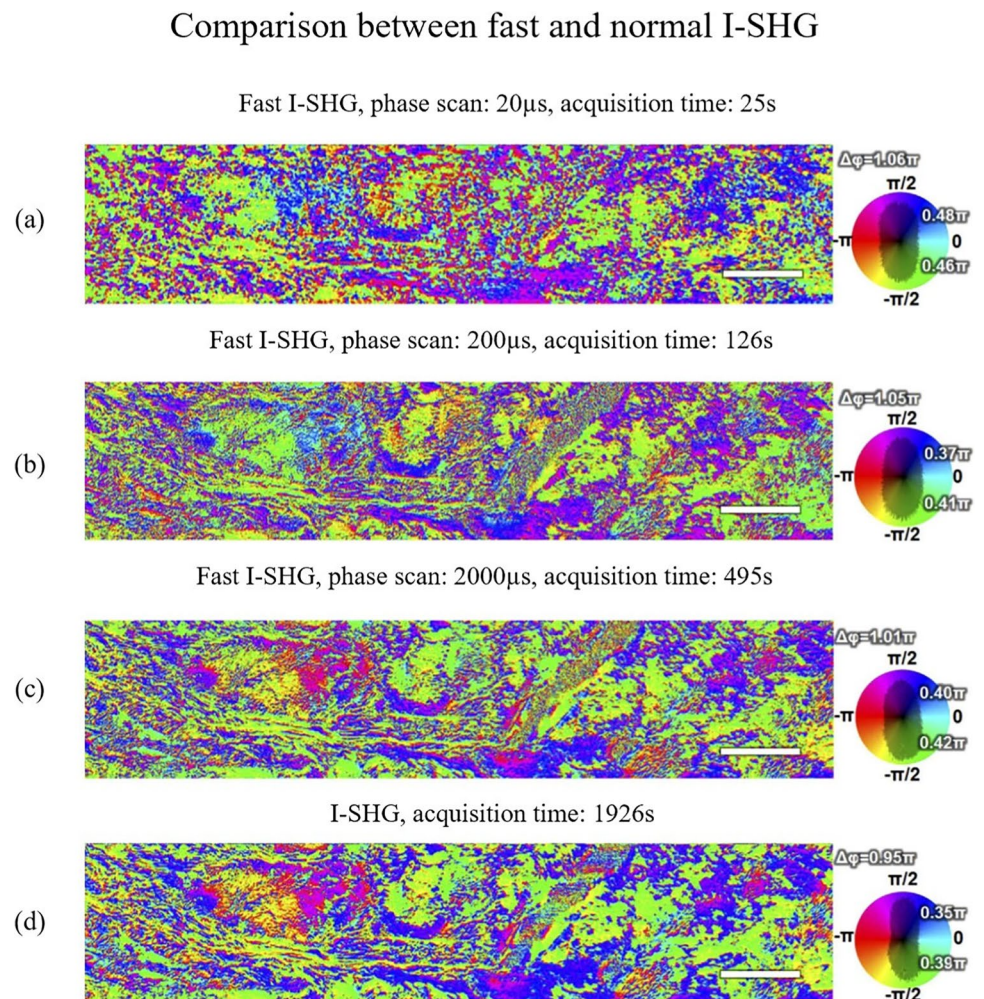 Comparison between fast and normal I-SHG
Fast I-SHG, phase scan: 20µs, acquisition time: 25s
(a)
Δφ=1.06π
π/2
0.48π
-π
0
0.46π
-π/2
Fast I-SHG, phase scan: 200µs, acquisition time: 126s
(b)
Δφ=1.05π
π/2
0.37π
-π
0
0.41π
-π/2
Fast I-SHG, phase scan: 2000µs, acquisition time: 495s
(c)
Δφ=1.01π
π/2
0.40π
-π
0
0.42π
-π/2
I-SHG, acquisition time: 1926s
(d)
Δφ=0.95π
π/2
0.35π
-π
0
0.39π
-π/2